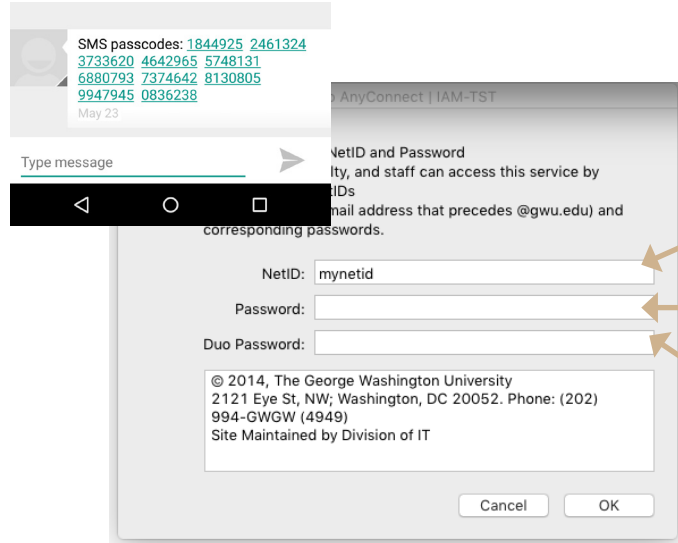 SMS passcodes: 1844925 2461324
3733620 4642965 5748131
6880793 7374642 8130805
9947945 0836238
May 23
Type message
AnyConnect | IAM-TST
NetID and Password
and staff can access this service by
address that precedes @gwu.edu) and
corresponding passwords.
NetID: mynetid
Password:
Duo Password:
© 2014, The George Washington University
2121 Eye St, NW; Washington, DC 20052. Phone: (202)
994-GWGW (4949)
Site Maintained by Division of IT
Cancel OK